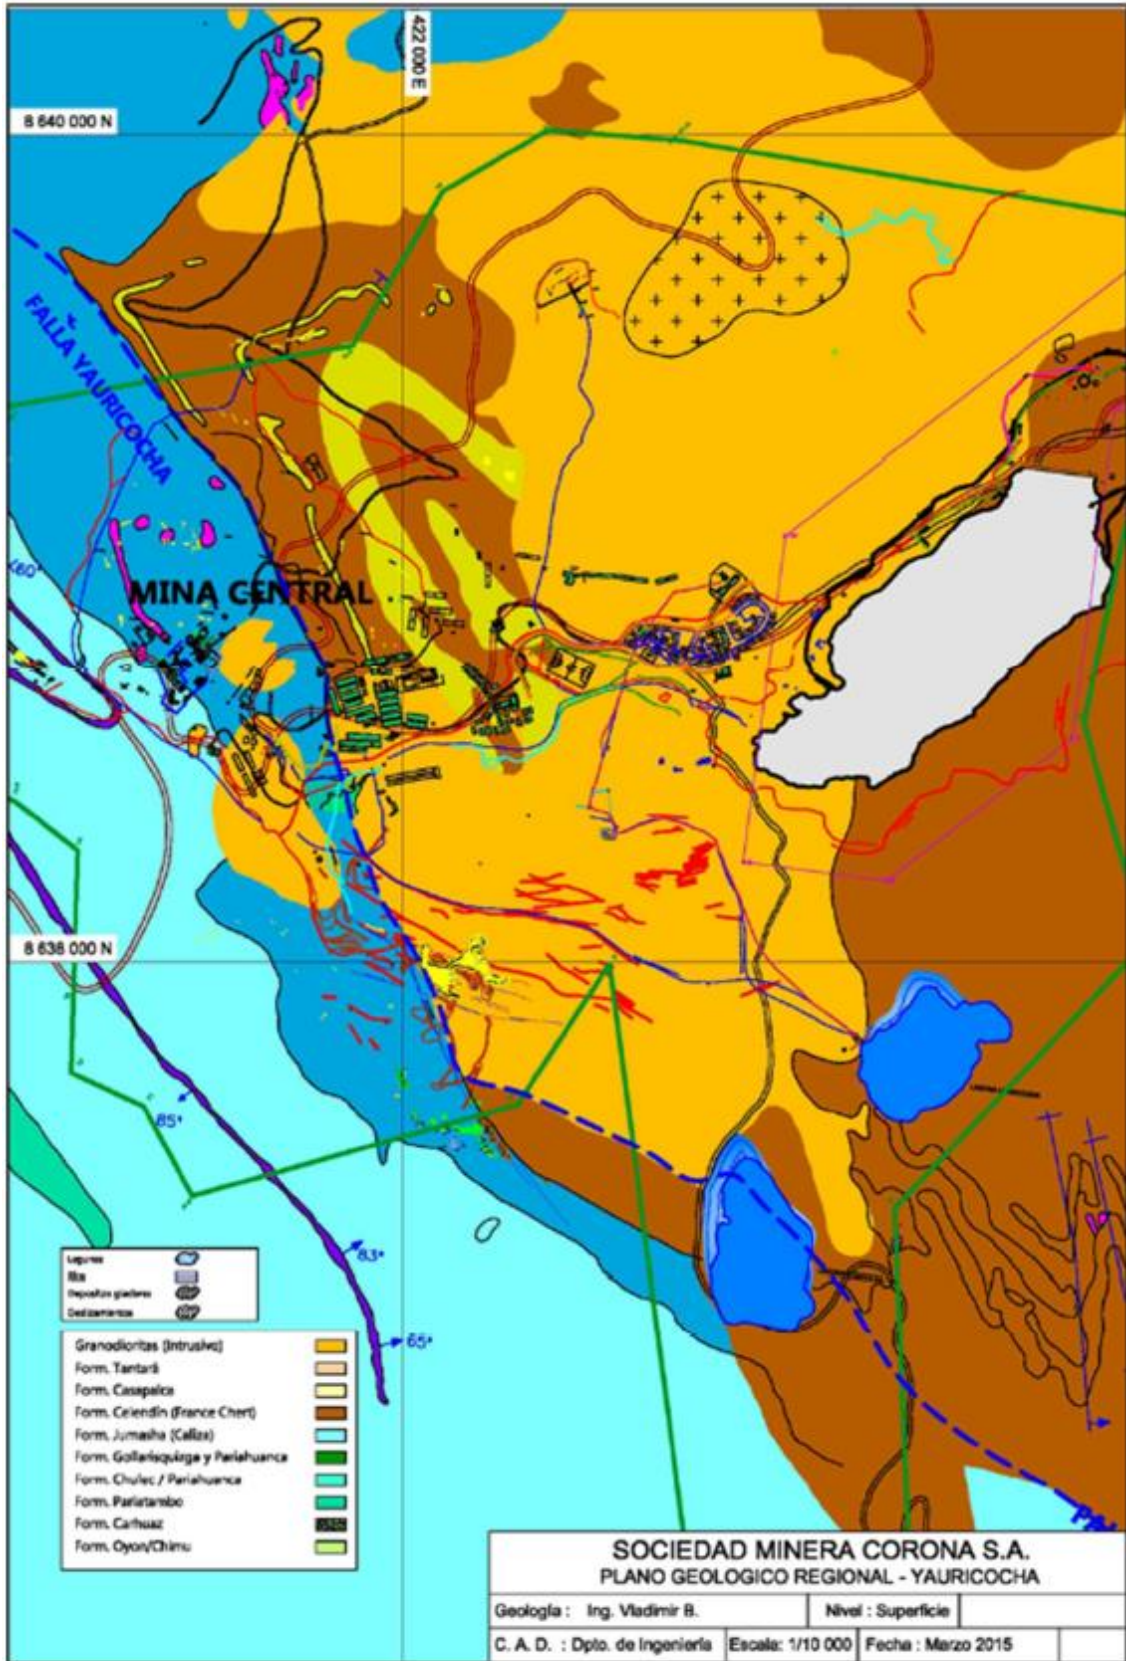 422 000 E
8 640 000 N
FALLA YAURICOCHA
60°
MINA CENTRAL
8 638 000 N
85°
83°
65°
Lagunas
Rios
Depositos glaciares
Deslizamientos
Granodioritas (Intrusivo)
Form. Tantará
Form. Casapalca
Form. Celendín (France Chert)
Form. Jumasha (Caliza)
Form. Gollarisquizga y Pariahuanca
Form. Chulec / Pariahuanca
Form. Pariatambo
Form. Carhuaz
Form. Oyon/Chimu
SOCIEDAD MINERA CORONA S.A.
PLANO GEOLOGICO REGIONAL - YAURICOCHA
Geología : Ing. Vladimir B. Nivel : Superficie
C. A. D. : Dpto. de Ingeniería Escala: 1/10 000 Fecha : Marzo 2015